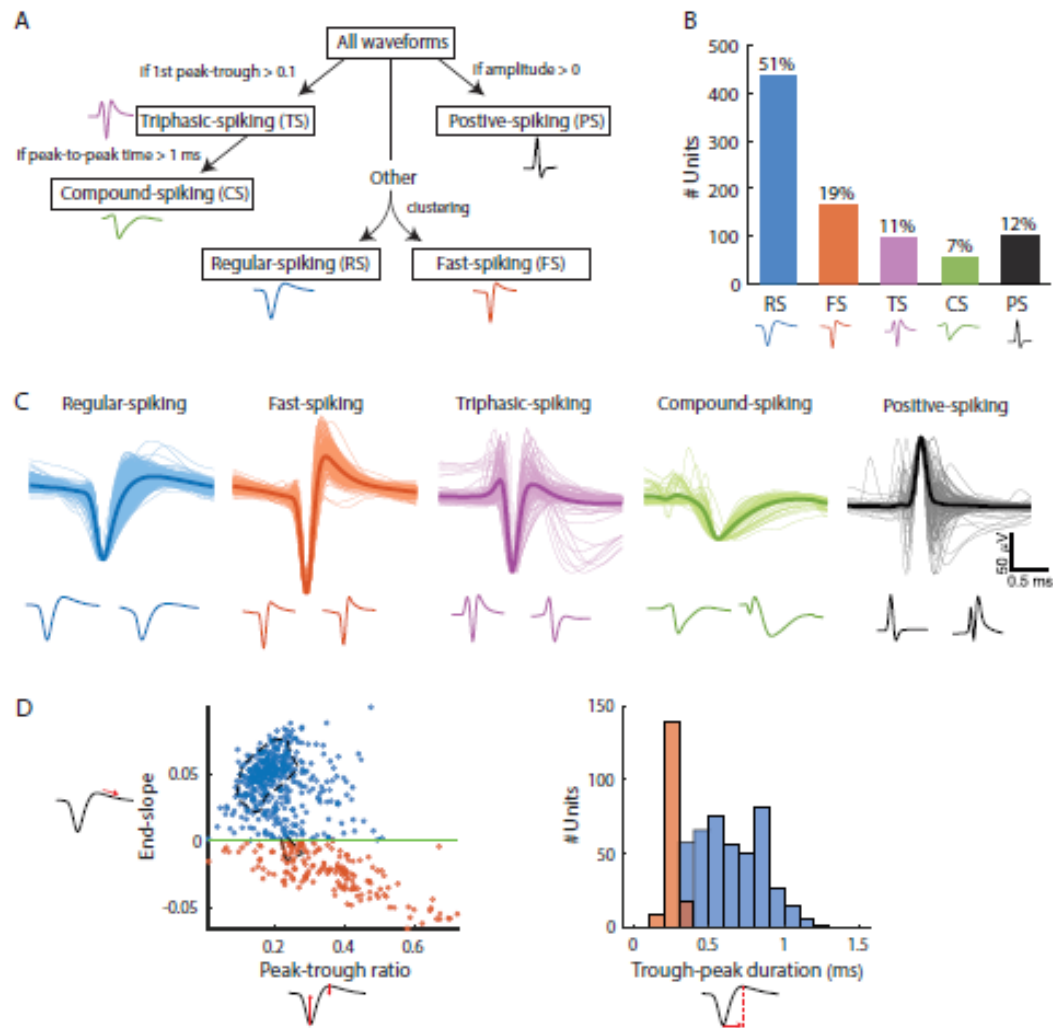 A
All waveforms
If 1st peak-trough > 0.1
If amplitude > 0
Triphasic-spiking (TS)
Postive-spiking (PS)
If peak-to-peak time > 1 ms
Compound-spiking (CS)
Other
clustering
Regular-spiking (RS)
Fast-spiking (FS)
B
# Units
500
400
300
200
100
0
51%
19%
11%
7%
12%
RS FS TS CS PS
C
Regular-spiking
Fast-spiking
Triphasic-spiking
Compound-spiking
Positive-spiking
50 µV
0.5 ms
D
End-slope
0.05
0
-0.05
0.2 0.4 0.6
Peak-trough ratio
# Units
150
100
50
0
0 0.5 1 1.5
Trough-peak duration (ms)